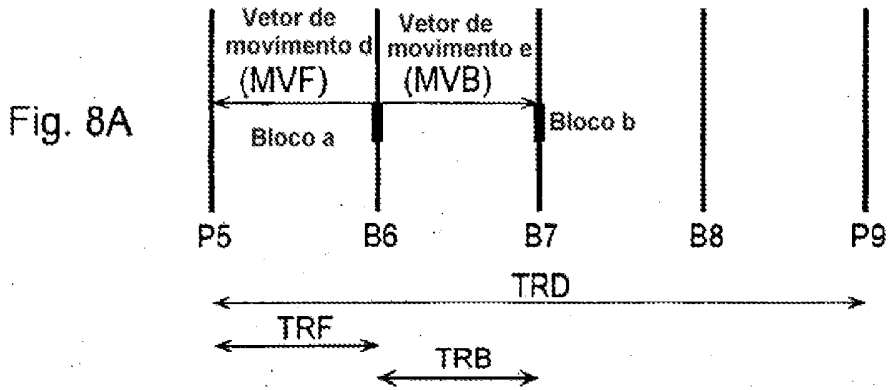 Vetor de movimento d
(MVF)
Vetor de movimento e
(MVB)
Fig. 8A
Bloco a
Bloco b
P5 B6 B7 B8 P9
TRD
TRF
TRB